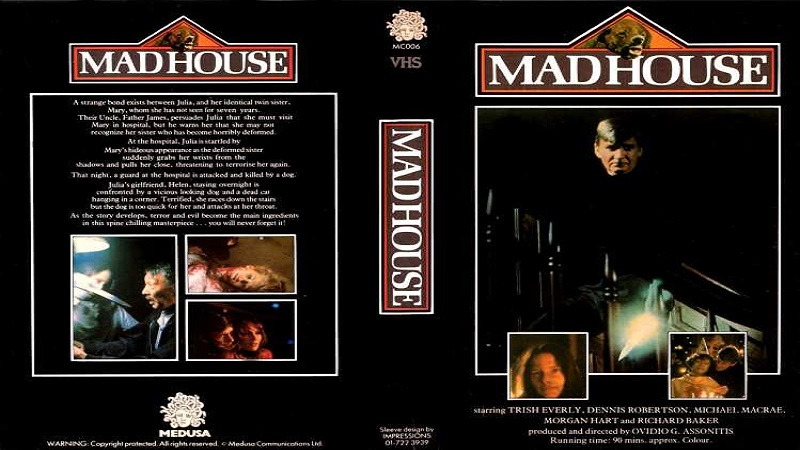 MADHOUSE
A strange bond exists between Julia, and her identical twin sister,
Mary, whom she has not seen for seven years.
Their Uncle, Father James, persuades Julia that she must visit
Mary in hospital, but he warns her that she may not
recognize her sister who has become horribly deformed.
At the hospital, Julia is startled by
Mary's hideous appearance as the deformed sister
suddenly grabs her wrists from the
shadows and pulls her close, threatening to terrorise her again.
That night, a guard at the hospital is attacked and killed by a dog.
Julia's girlfriend, Helen, staying overnight is
confronted by a vicious looking dog and a dead cat
hanging in a corner. Terrified, she races down the stairs
but the dog is too quick for her and attacks at her throat.
As the story develops, terror and evil become the main ingredients
in this spine chilling masterpiece . . . you will never forget it!
MEDUSA
WARNING: Copyright protected. All rights reserved. © Medusa Communications Ltd.
MC006
VHS
MADHOUSE
Sleeve design by
IMPRESSIONS
01-722 3939
MADHOUSE
starring TRISH EVERLY, DENNIS ROBERTSON, MICHAEL MACRAE,
MORGAN HART and RICHARD BAKER
produced and directed by OVIDIO G. ASSONITIS
Running time: 90 mins. approx. Colour.